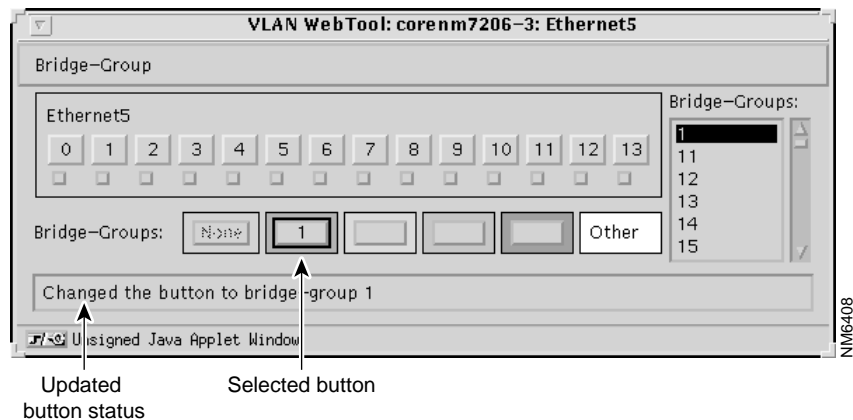 VLAN WebTool: corenm7206-3: Ethernet5
Bridge-Group
Ethernet5
0 1 2 3 4 5 6 7 8 9 10 11 12 13
Bridge-Groups: None 1 Other
Bridge-Groups:
1
11
12
13
14
15
Changed the button to bridge-group 1
Unsigned Java Applet Window
Updated
button status
Selected button
NM6408